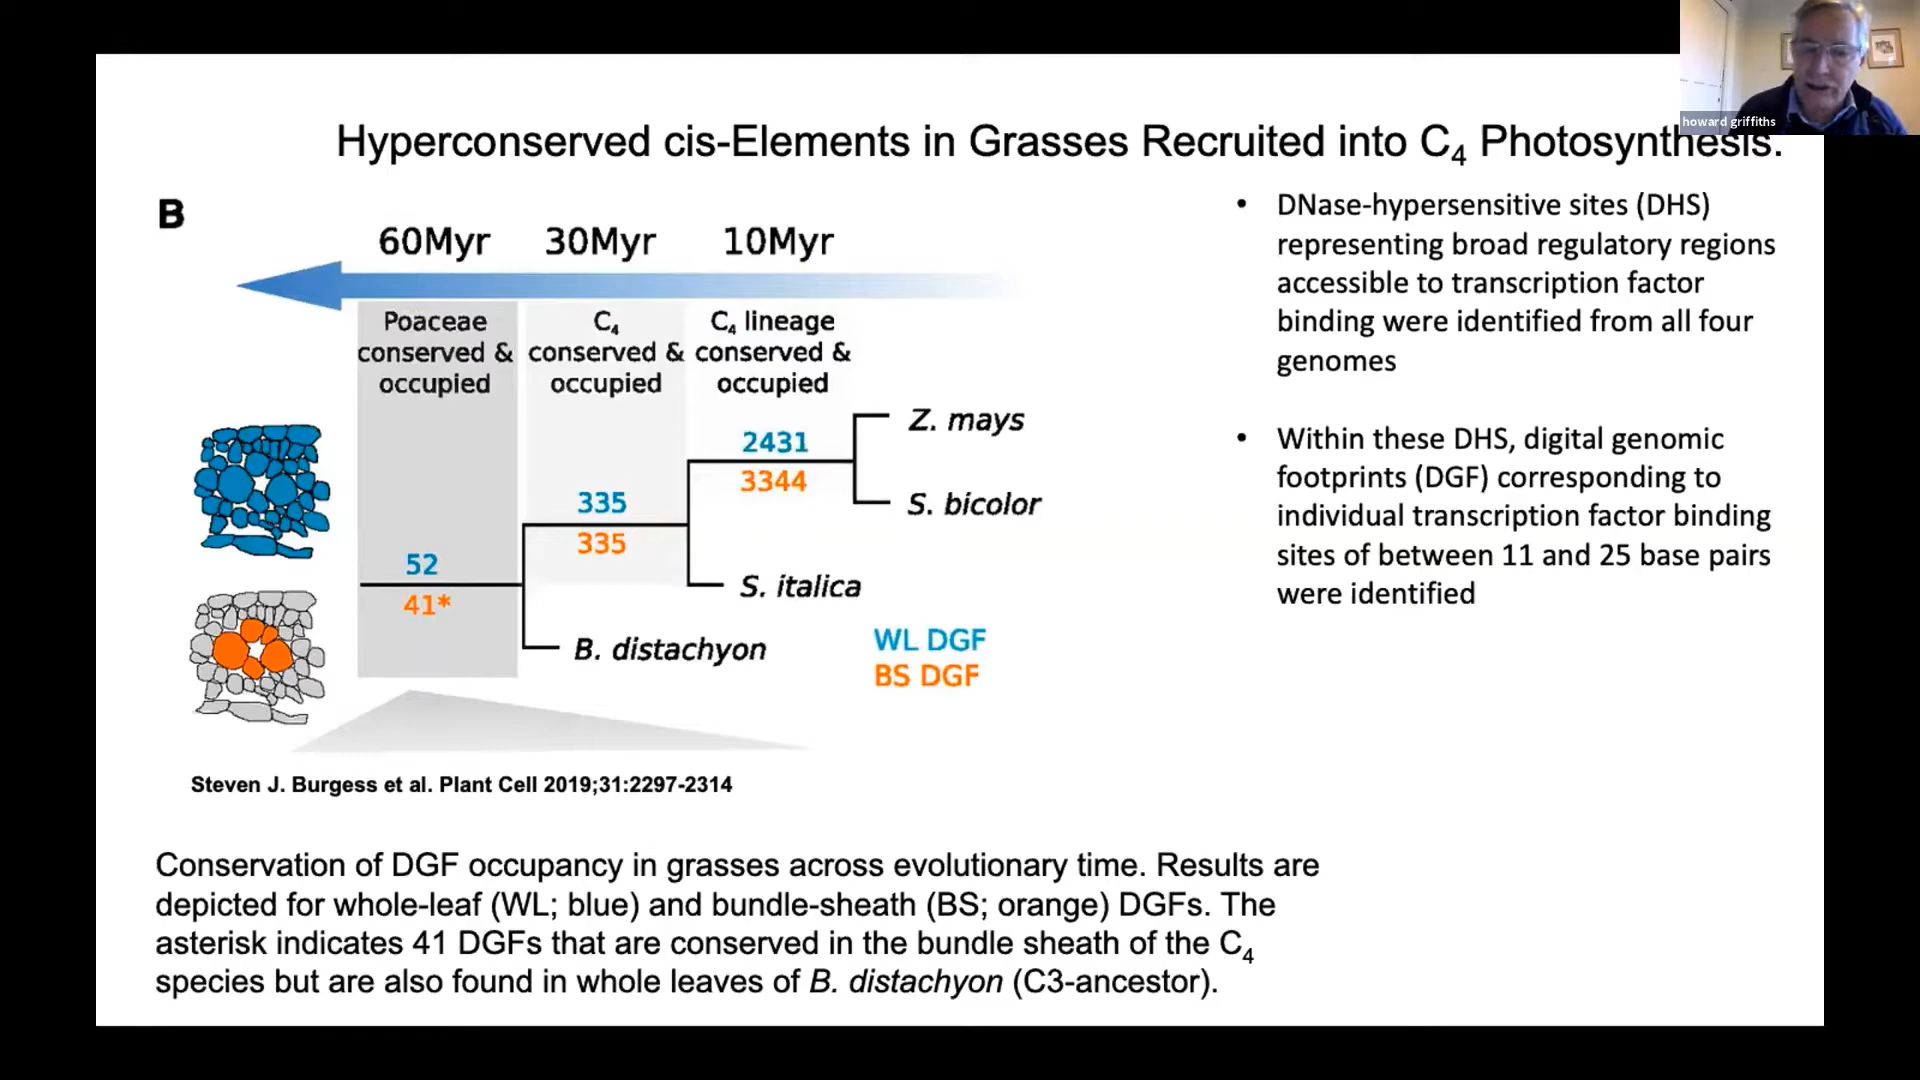 howard griffiths
Hyperconserved cis-Elements in Grasses Recruited into C₄ Photosynthesis.
B
60Myr 30Myr 10Myr
Poaceae
conserved &
occupied
C₄
conserved &
occupied
C₄ lineage
conserved &
occupied
Z. mays
2431
3344
S. bicolor
335
335
52
41*
S. italica
B. distachyon
WL DGF
BS DGF
Steven J. Burgess et al. Plant Cell 2019;31:2297-2314
• DNase-hypersensitive sites (DHS)
representing broad regulatory regions
accessible to transcription factor
binding were identified from all four
genomes
• Within these DHS, digital genomic
footprints (DGF) corresponding to
individual transcription factor binding
sites of between 11 and 25 base pairs
were identified
Conservation of DGF occupancy in grasses across evolutionary time. Results are
depicted for whole-leaf (WL; blue) and bundle-sheath (BS; orange) DGFs. The
asterisk indicates 41 DGFs that are conserved in the bundle sheath of the C₄
species but are also found in whole leaves of B. distachyon (C3-ancestor).